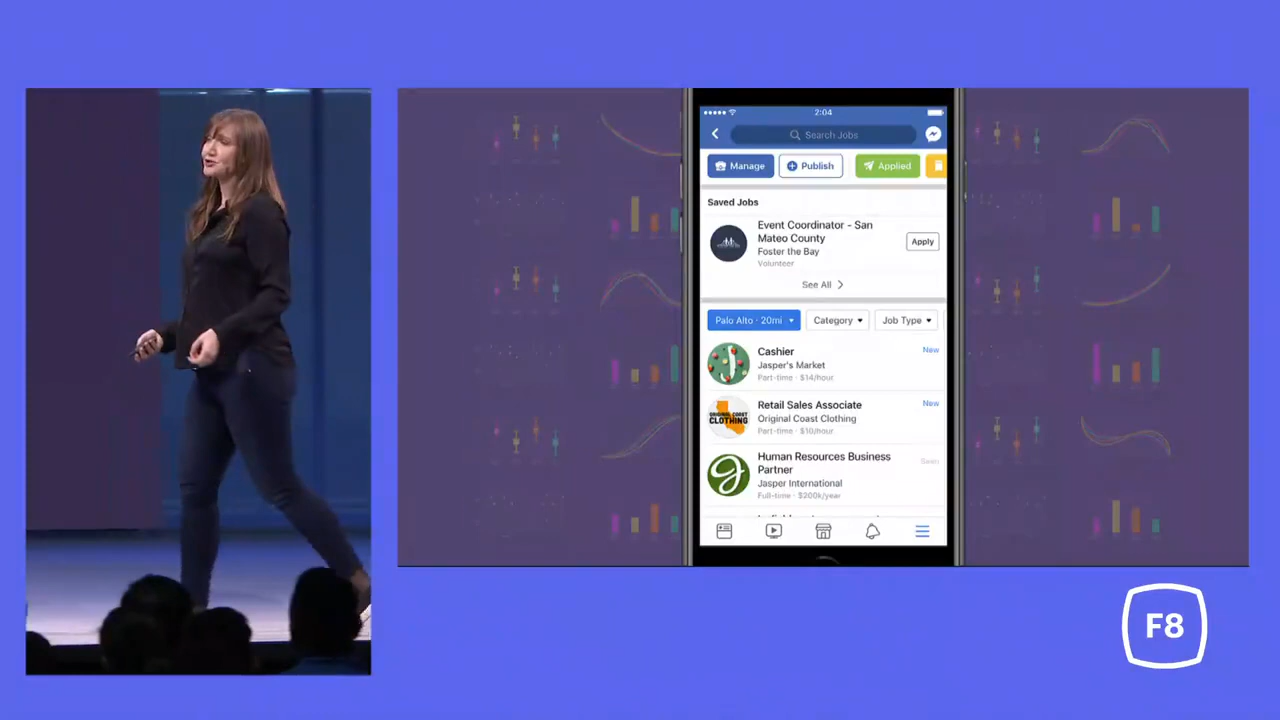 2:04
Search Jobs
Manage
Publish
Applied
Saved Jobs
Event Coordinator - San
Mateo County
Foster the Bay
Volunteer
Apply
See All
Palo Alto · 20mi
Category
Job Type
Cashier
New
Jasper's Market
Part-time · $14/hour
ORIGINAL COAST
CLOTHING
Retail Sales Associate
New
Original Coast Clothing
Part-time · $10/hour
Human Resources Business
Partner
Seen
Jasper International
Full-time · $200k/year
F8